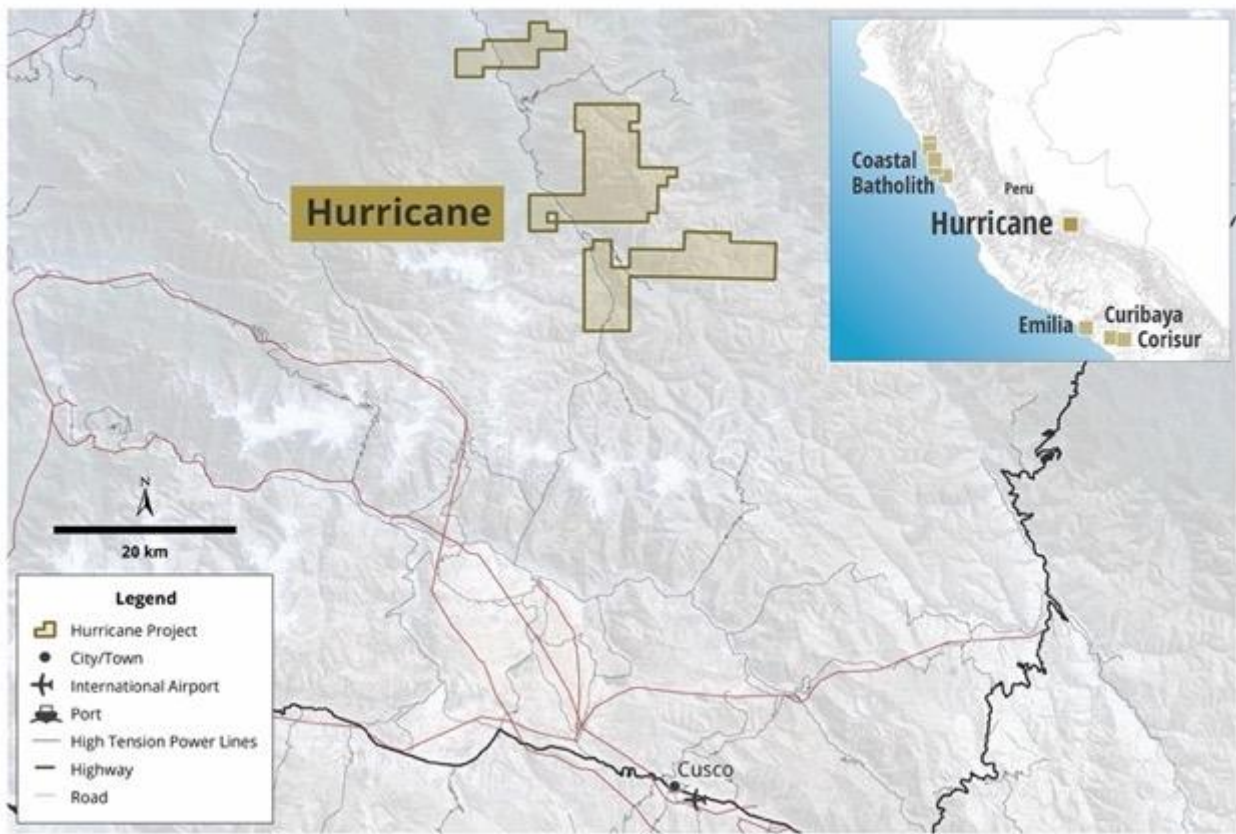 Hurricane
Coastal
Batholith
Peru
Hurricane
Emilia
Curibaya
Corisur
N
20 km
Legend
Hurricane Project
City/Town
International Airport
Port
High Tension Power Lines
Highway
Road
Cusco